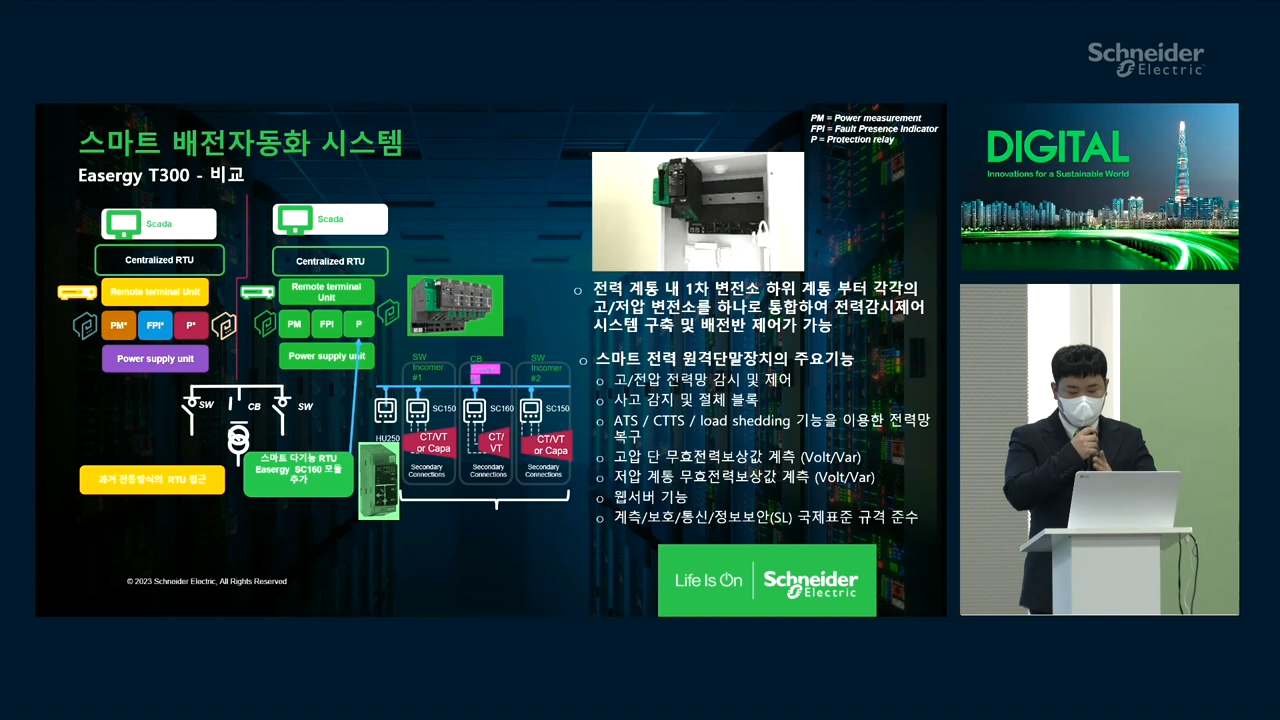 Schneider
Electric
스마트 배전자동화 시스템
Easergy T300 - 비교
PM = Power measurement
FPI = Fault Presence Indicator
P = Protection relay
Scada
Centralized RTU
Remote terminal Unit
PM*
FPI*
P*
Power supply unit
Scada
Centralized RTU
Remote terminal
Unit
PM
FPI
P
Power supply unit
SW
CB
SW
과거 전통방식의 RTU 접근
스마트 다기능 RTU
Easergy SC160 모듈
추가
SW
Incomer
#1
CB
SW
Incomer
#2
SC150
SC160
SC150
HU250
CT/VT
or Capa
CT/
VT
CT/VT
or Capa
Secondary
Connections
Secondary
Connections
Secondary
Connections
© 2023 Schneider Electric, All Rights Reserved
전력 계통 내 1차 변전소 하위 계통 부터 각각의
고/저압 변전소를 하나로 통합하여 전력감시제어
시스템 구축 및 배전반 제어가 가능
스마트 전력 원격단말장치의 주요기능
고/전압 전력망 감시 및 제어
사고 감지 및 절체 블록
ATS / CTTS / load shedding 기능을 이용한 전력망
복구
고압 단 무효전력보상값 계측 (Volt/Var)
저압 계통 무효전력보상값 계측 (Volt/Var)
웹서버 기능
계측/보호/통신/정보보안(SL) 국제표준 규격 준수
Life Is On
Schneider
Electric
DIGITAL
Innovations for a Sustainable World